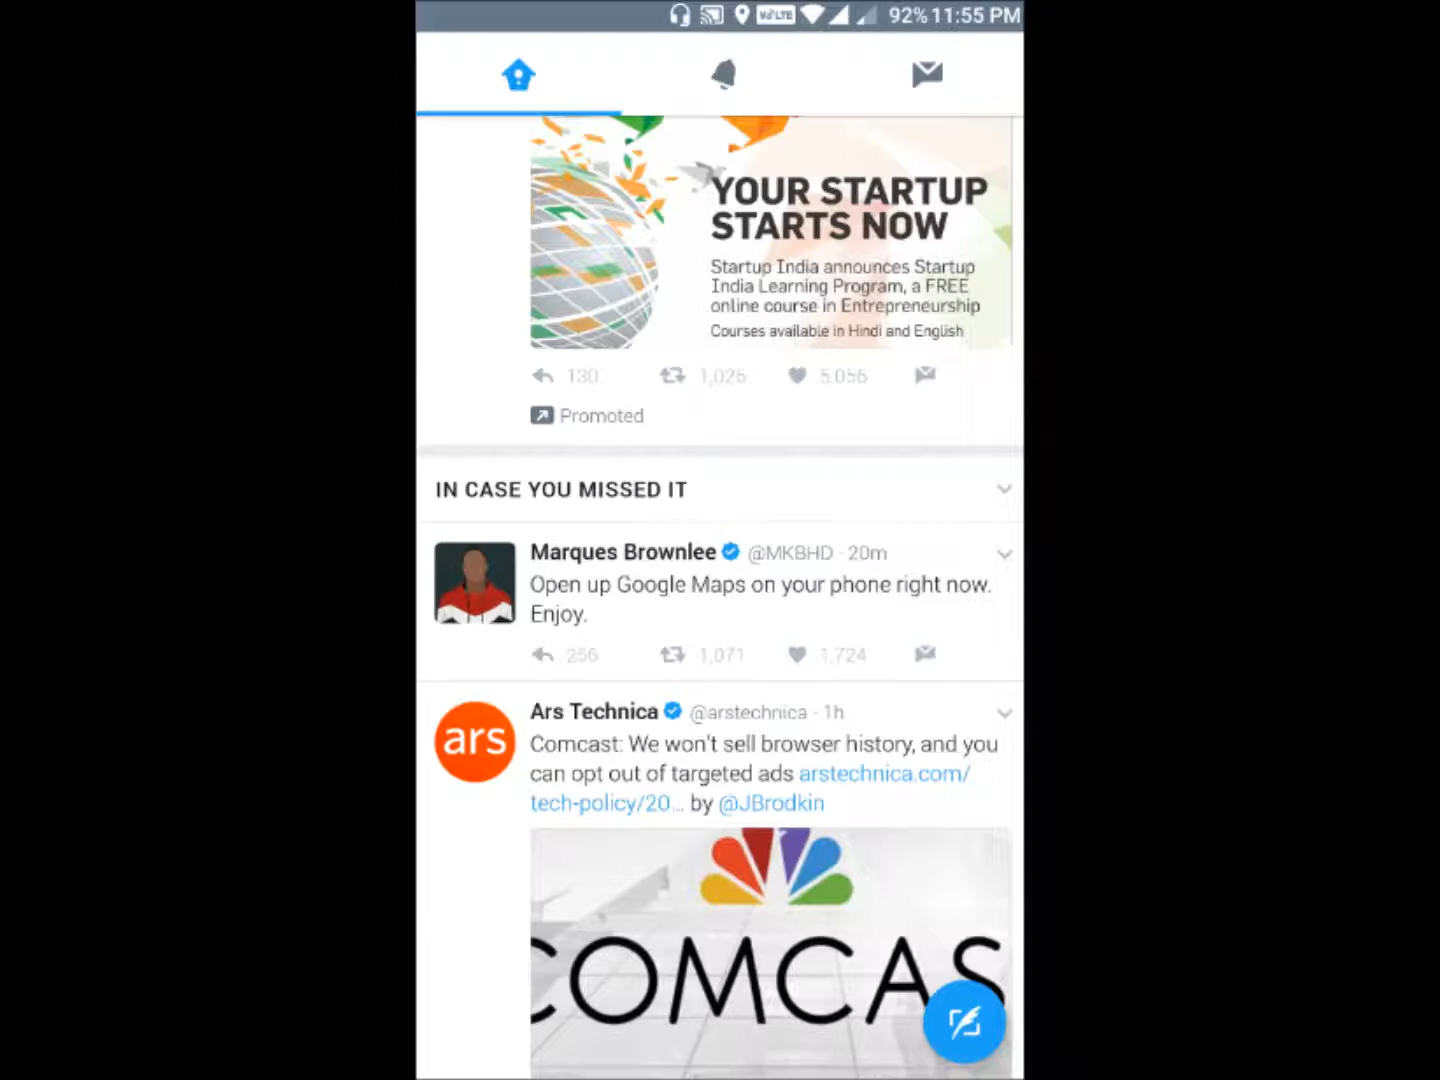 VoLTE 92% 11:55 PM
YOUR STARTUP
STARTS NOW
Startup India announces Startup
India Learning Program, a FREE
online course in Entrepreneurship
Courses available in Hindi and English
130 1,026 5,056
Promoted
IN CASE YOU MISSED IT
Marques Brownlee @MKBHD · 20m
Open up Google Maps on your phone right now.
Enjoy.
256 1,071 1,724
ars
Ars Technica @arstechnica · 1h
Comcast: We won't sell browser history, and you
can opt out of targeted ads arstechnica.com/
tech-policy/20... by @JBrodkin
COMCAS